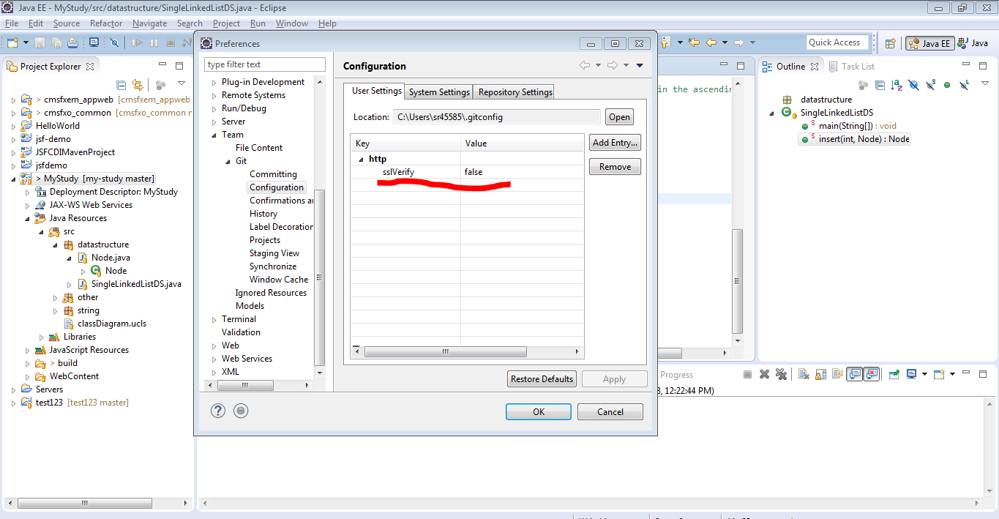 Java EE - MyStudy/src/datastructure/SingleLinkedListDS.java - Eclipse
File Edit Source Refactor Navigate Search Project Run Window Help
Quick Access
Java EE
Java
Project Explorer
> cmsfxem_appweb [cmsfxem_appweb
> cmsfxo_common [cmsfxo_common r
HelloWorld
jsf-demo
JSFCDIMavenProject
jsfdemo
> MyStudy [my-study master]
Deployment Descriptor: MyStudy
JAX-WS Web Services
Java Resources
src
datastructure
Node.java
Node
SingleLinkedListDS.java
other
string
classDiagram.ucls
Libraries
JavaScript Resources
> build
WebContent
Servers
test123 [test123 master]
Preferences
type filter text
Plug-in Development
Remote Systems
Run/Debug
Server
Team
File Content
Git
Committing
Configuration
Confirmations a
History
Label Decoration
Projects
Staging View
Synchronize
Window Cache
Ignored Resources
Models
Terminal
Validation
Web
Web Services
XML
Configuration
User Settings System Settings Repository Settings
Location: C:\Users\sr45585\.gitconfig Open
Key Value
http
sslVerify false
Add Entry...
Remove
Restore Defaults Apply
OK Cancel
in the ascendin
Outline Task List
datastructure
SingleLinkedListDS
main(String[]) : void
insert(int, Node) : Node
Progress
3, 12:22:44 PM)